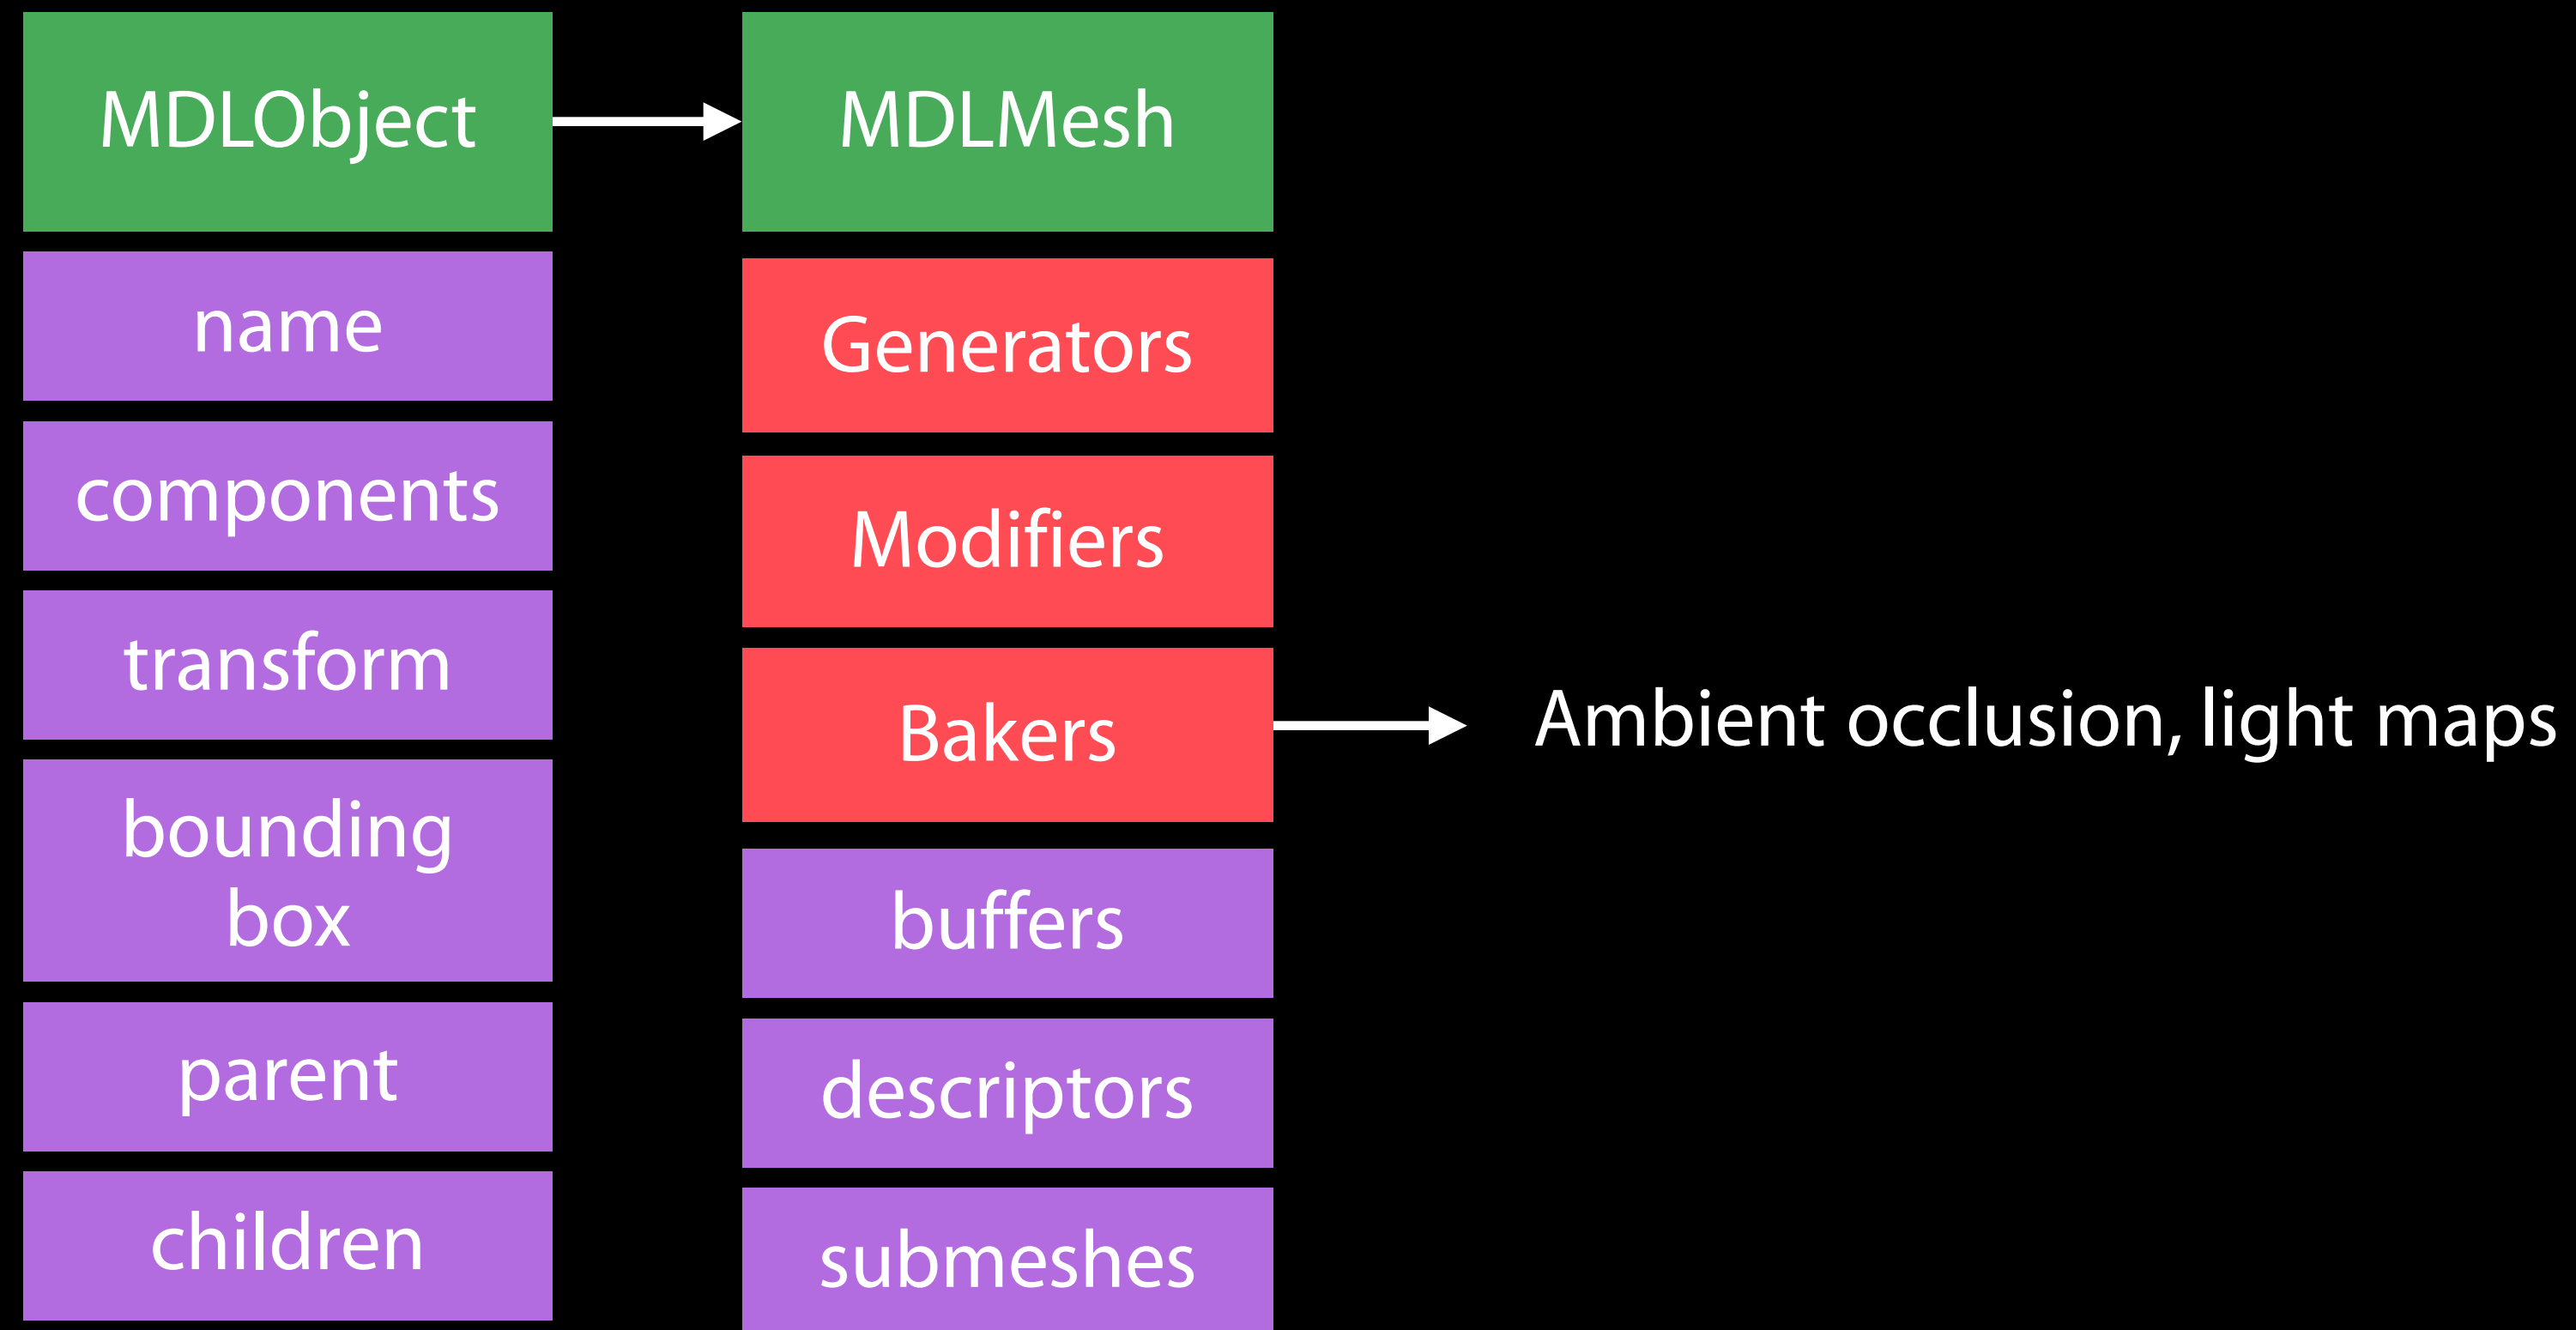 MDLObject
name
components
transform
bounding
box
parent
children
MDLMesh
Generators
Modifiers
Bakers
buffers
descriptors
submeshes
Ambient occlusion, light maps